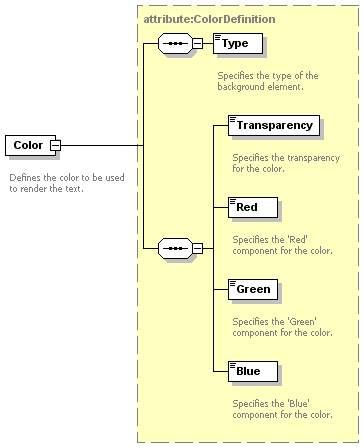 attribute:ColorDefinition
Type
Specifies the type of the
background element.
Color
Defines the color to be used
to render the text.
Transparency
Specifies the transparency
for the color.
Red
Specifies the 'Red'
component for the color.
Green
Specifies the 'Green'
component for the color.
Blue
Specifies the 'Blue'
component for the color.